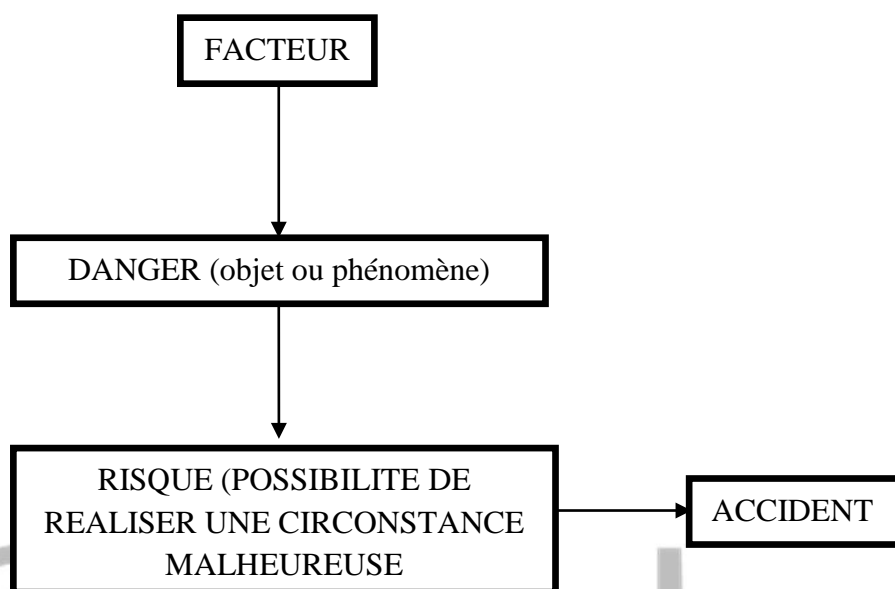 FACTEUR
DANGER (objet ou phénomène)
RISQUE (POSSIBILITE DE
REALISER UNE CIRCONSTANCE
MALHEUREUSE
ACCIDENT